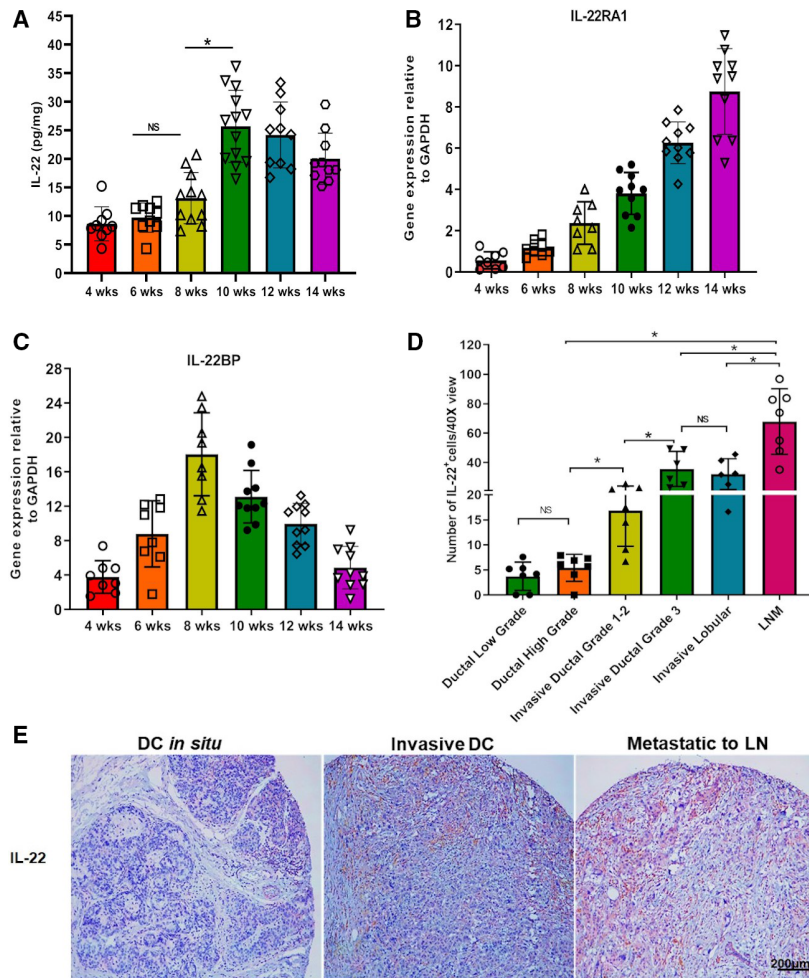 A
45
40
35
30
25
20
15
10
5
0
IL-22 (pg/mg)
NS
*
4 wks 6 wks 8 wks 10 wks 12 wks 14 wks
B
IL-22RA1
12
10
8
6
4
2
0
Gene expression relative
to GAPDH
4 wks 6 wks 8 wks 10 wks 12 wks 14 wks
C
IL-22BP
28
24
20
16
12
8
4
0
Gene expression relative
to GAPDH
4 wks 6 wks 8 wks 10 wks 12 wks 14 wks
D
120
100
80
60
40
20
20
15
10
5
0
Number of IL-22+cells/40X view
NS
*
*
NS
*
*
*
Ductal Low Grade
Ductal High Grade
Invasive Ductal Grade 1-2
Invasive Ductal Grade 3
Invasive Lobular
LNM
E
DC in situ
Invasive DC
Metastatic to LN
IL-22
200µm